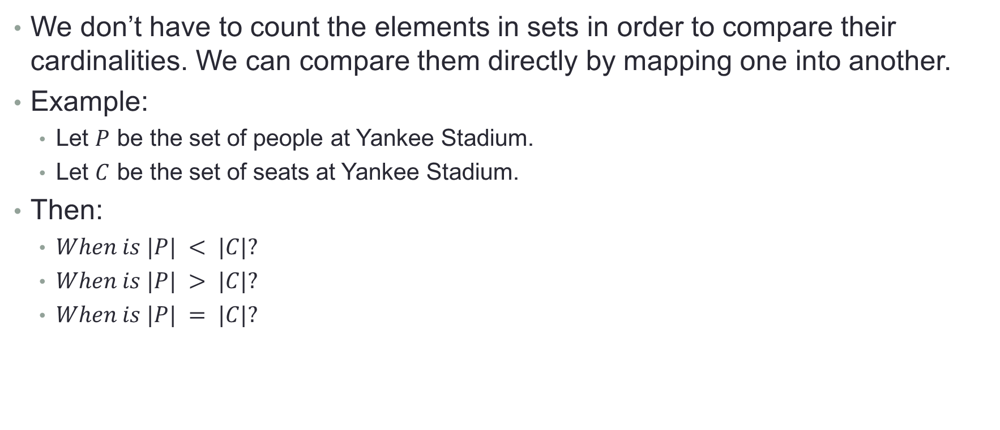 • We don’t have to count the elements in sets in order to compare their
cardinalities. We can compare them directly by mapping one into another.
• Example:
• Let P be the set of people at Yankee Stadium.
• Let C be the set of seats at Yankee Stadium.
• Then:
• When is |P| < |C|?
• When is |P| > |C|?
• When is |P| = |C|?